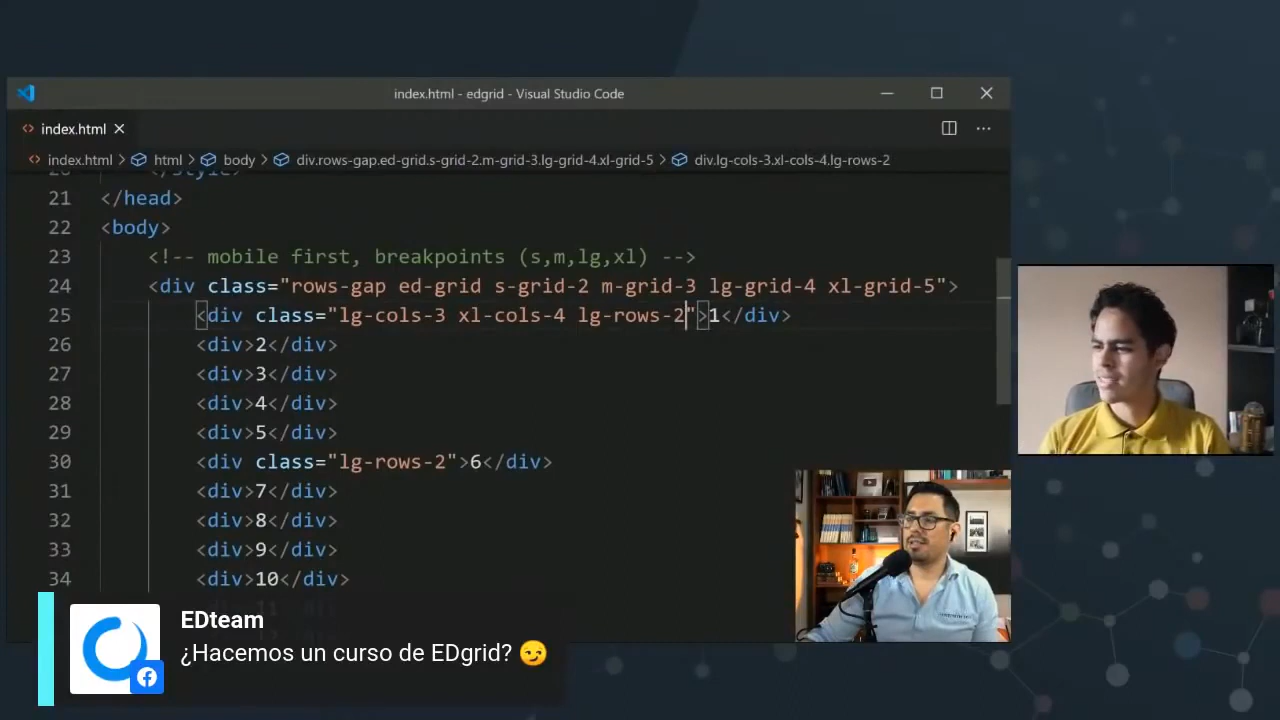 index.html - edgrid - Visual Studio Code
index.html
index.html > html > body > div.rows-gap.ed-grid.s-grid-2.m-grid-3.lg-grid-4.xl-grid-5 > div.lg-cols-3.xl-cols-4.lg-rows-2
20 </style>
21 </head>
22 <body>
23 <!-- mobile first, breakpoints (s,m,lg,xl) -->
24 <div class="rows-gap ed-grid s-grid-2 m-grid-3 lg-grid-4 xl-grid-5">
25 <div class="lg-cols-3 xl-cols-4 lg-rows-2">1</div>
26 <div>2</div>
27 <div>3</div>
28 <div>4</div>
29 <div>5</div>
30 <div class="lg-rows-2">6</div>
31 <div>7</div>
32 <div>8</div>
33 <div>9</div>
34 <div>10</div>
EDteam
¿Hacemos un curso de EDgrid? 😏